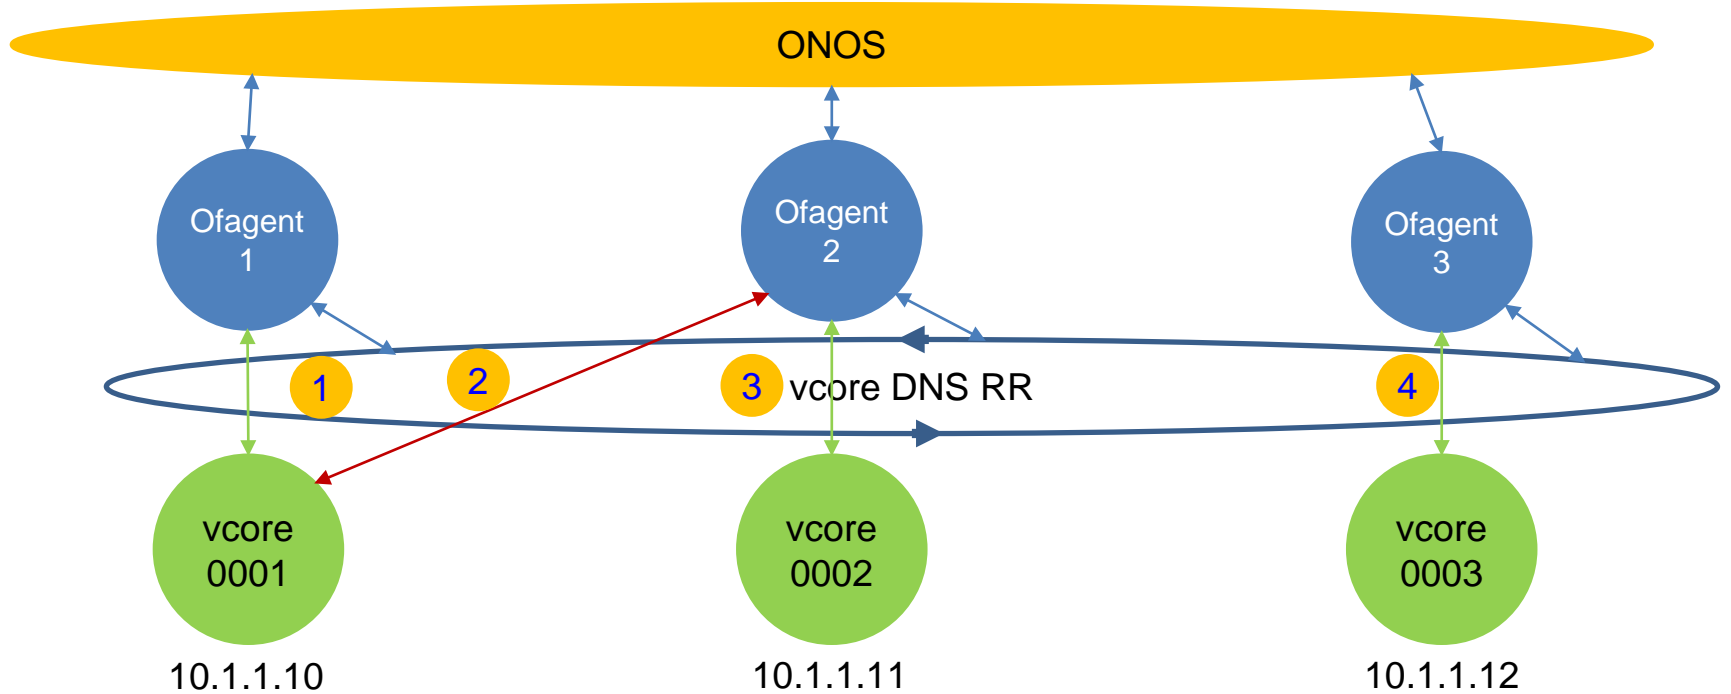 ONOS
Ofagent
1
Ofagent
2
Ofagent
3
1
2
3
vcore DNS RR
4
vcore
0001
vcore
0002
vcore
0003
10.1.1.10
10.1.1.11
10.1.1.12